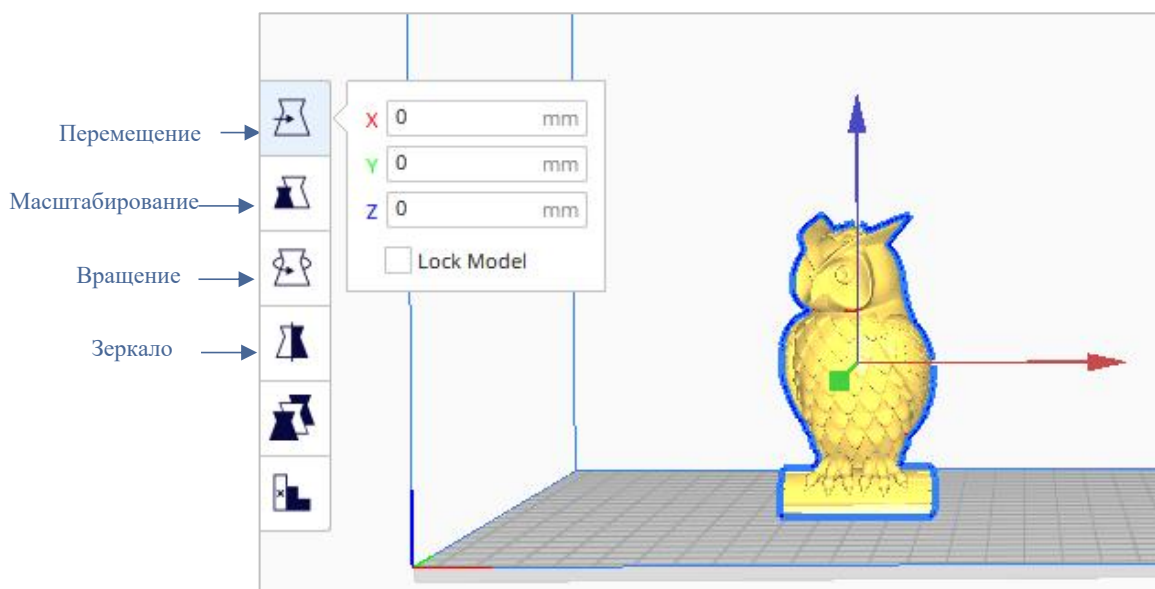 Перемещение
Масштабирование
Вращение
Зеркало
X 0 mm
Y 0 mm
Z 0 mm
Lock Model